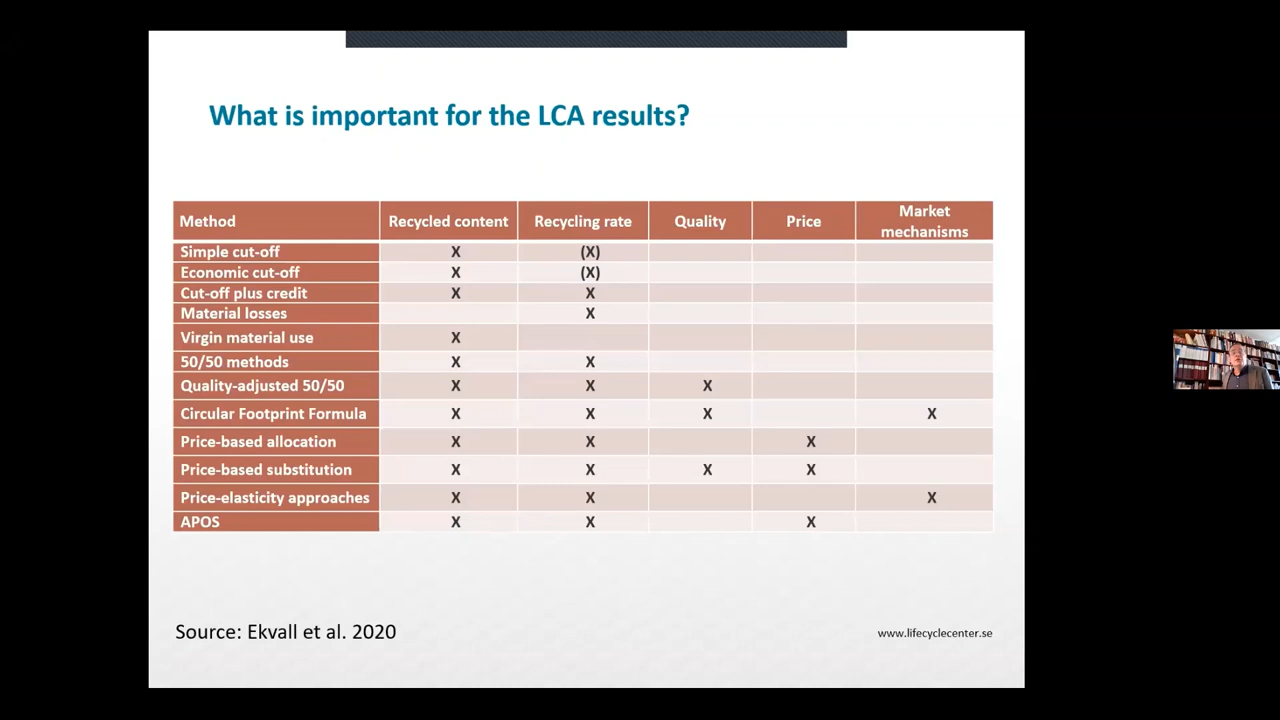 What is important for the LCA results?
Method Recycled content Recycling rate Quality Price Market mechanisms
Simple cut-off X (X)
Economic cut-off X (X)
Cut-off plus credit X X
Material losses X
Virgin material use X
50/50 methods X X
Quality-adjusted 50/50 X X X
Circular Footprint Formula X X X X
Price-based allocation X X X
Price-based substitution X X X X
Price-elasticity approaches X X X
APOS X X X
Source: Ekvall et al. 2020
www.lifecyclecenter.se